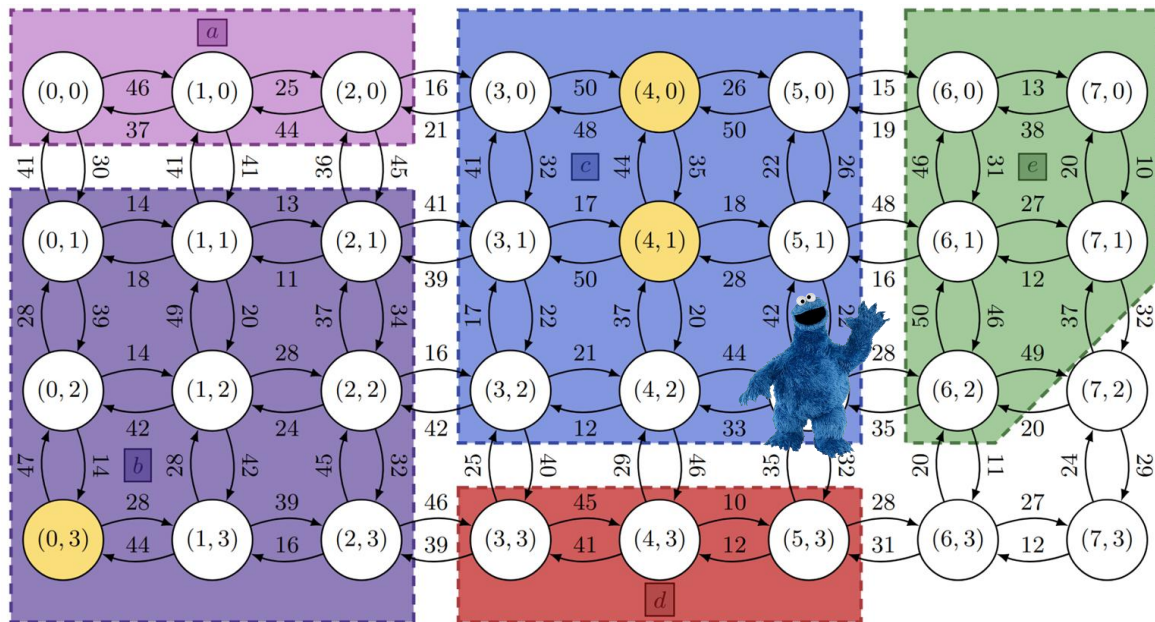 a
46 25 16 50 26 15 13
(0, 0) (1, 0) (2, 0) (3, 0) (4, 0) (5, 0) (6, 0) (7, 0)
37 44 21 48 50 19 38
41 30 41 41 36 45 41 32 c 44 35 22 26 46 31 e 20 10
14 13 41 17 18 48 27
(0, 1) (1, 1) (2, 1) (3, 1) (4, 1) (5, 1) (6, 1) (7, 1)
18 11 39 50 28 16 12
28 39 49 20 37 34 17 22 37 20 42 50 46 37 32
14 28 16 21 44 28 49
(0, 2) (1, 2) (2, 2) (3, 2) (4, 2) (6, 2) (7, 2)
42 24 42 12 33 35 20
47 14 b 28 42 45 32 25 40 29 46 35 32 20 11 24 29
28 39 46 45 10 28 27
(0, 3) (1, 3) (2, 3) (3, 3) (4, 3) (5, 3) (6, 3) (7, 3)
44 16 39 41 12 31 12
d